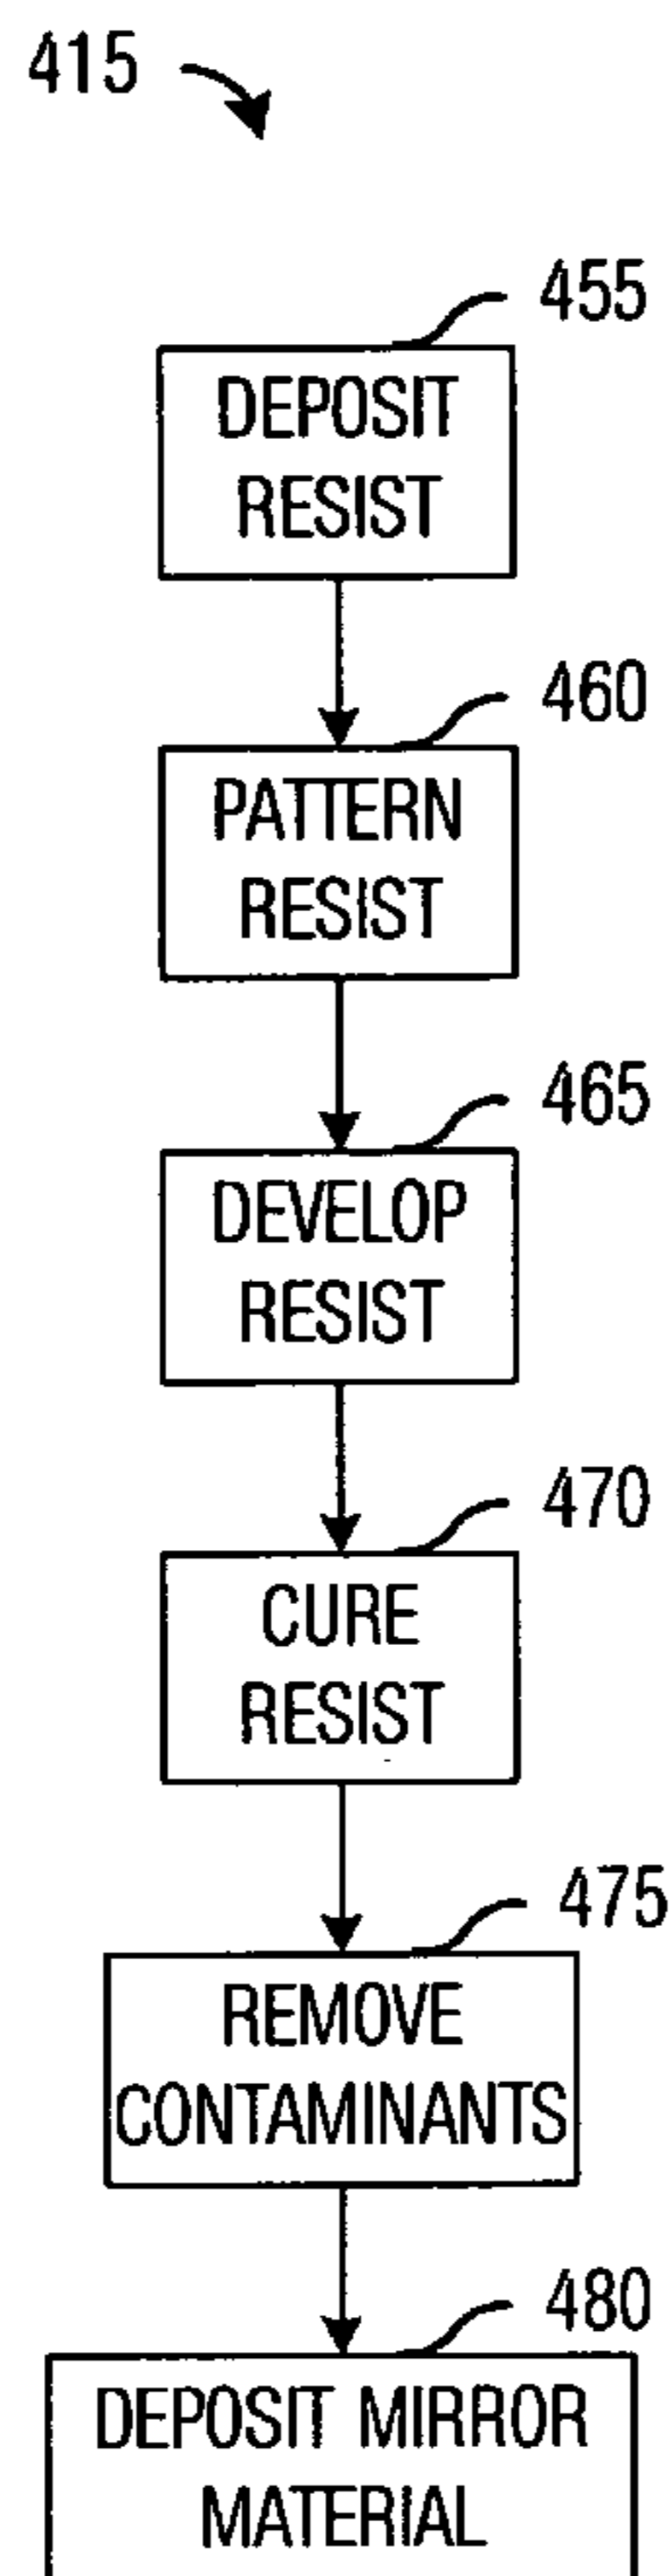 415
455
DEPOSIT
RESIST
460
PATTERN
RESIST
465
DEVELOP
RESIST
470
CURE
RESIST
475
REMOVE
CONTAMINANTS
480
DEPOSIT MIRROR
MATERIAL